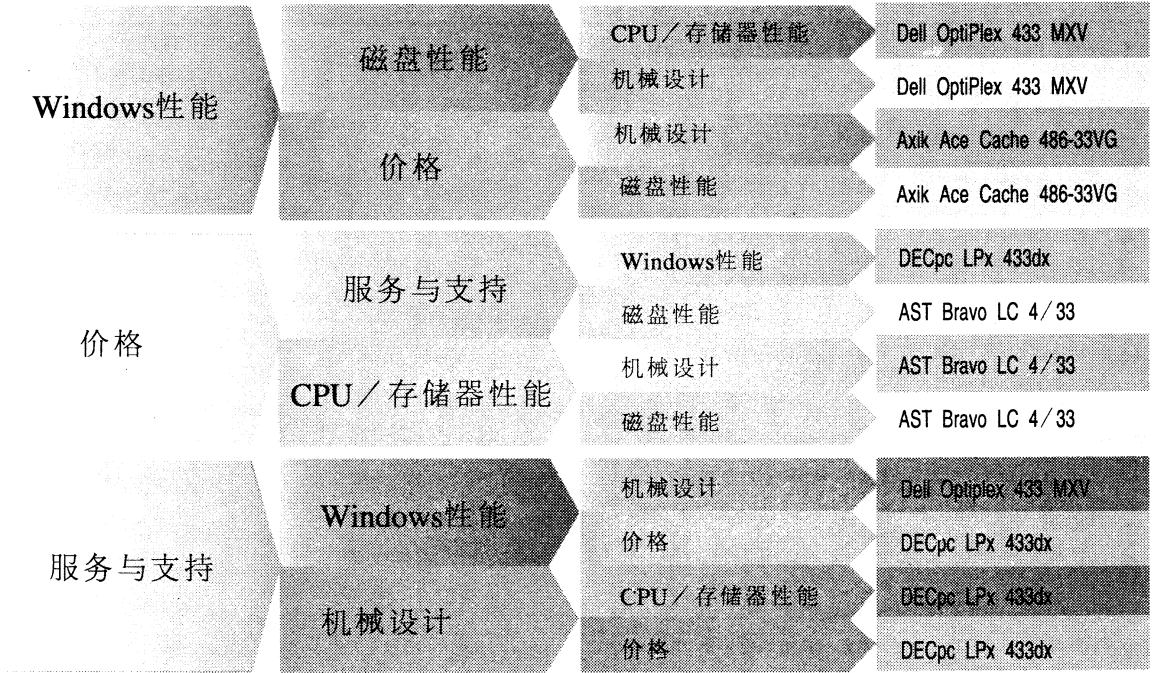 Windows性能
磁盘性能
CPU／存储器性能
Dell OptiPlex 433 MXV
机械设计
Dell OptiPlex 433 MXV
价格
机械设计
Axik Ace Cache 486-33VG
磁盘性能
Axik Ace Cache 486-33VG
价格
服务与支持
Windows性能
DECpc LPx 433dx
磁盘性能
AST Bravo LC 4／33
CPU／存储器性能
机械设计
AST Bravo LC 4／33
磁盘性能
AST Bravo LC 4／33
服务与支持
Windows性能
机械设计
Dell Optiplex 433 MXV
价格
DECpc LPx 433dx
机械设计
CPU／存储器性能
DECpc LPx 433dx
价格
DECpc LPx 433dx